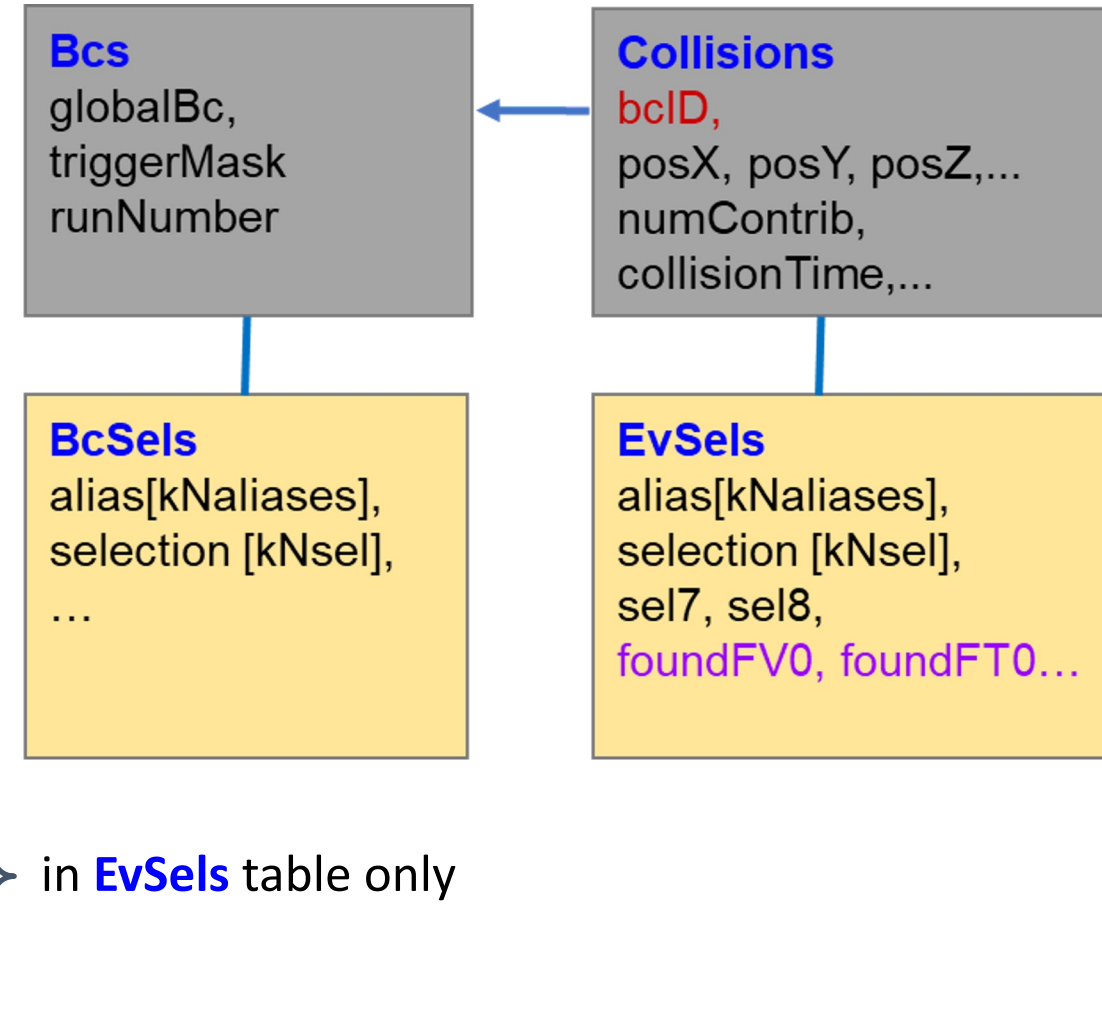 Bcs
globalBc,
triggerMask
runNumber
Collisions
bcID,
posX, posY, posZ,...
numContrib,
collisionTime,...
BcSels
alias[kNaliases],
selection [kNsel],
...
EvSels
alias[kNaliases],
selection [kNsel],
sel7, sel8,
foundFV0, foundFT0...
in EvSels table only